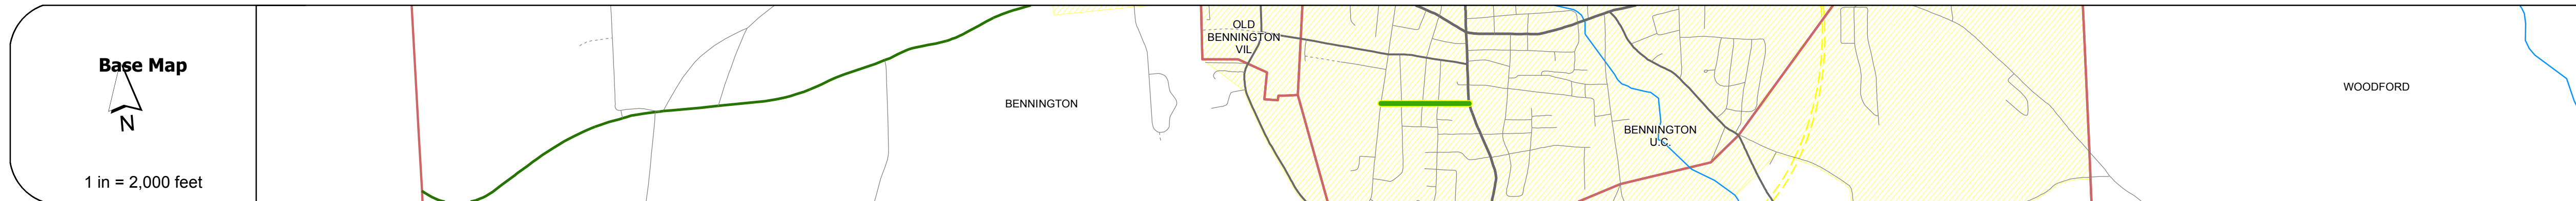 Base Map
N
1 in = 2,000 feet
BENNINGTON
OLD
BENNINGTON
VIL
BENNINGTON
U.C.
WOODFORD